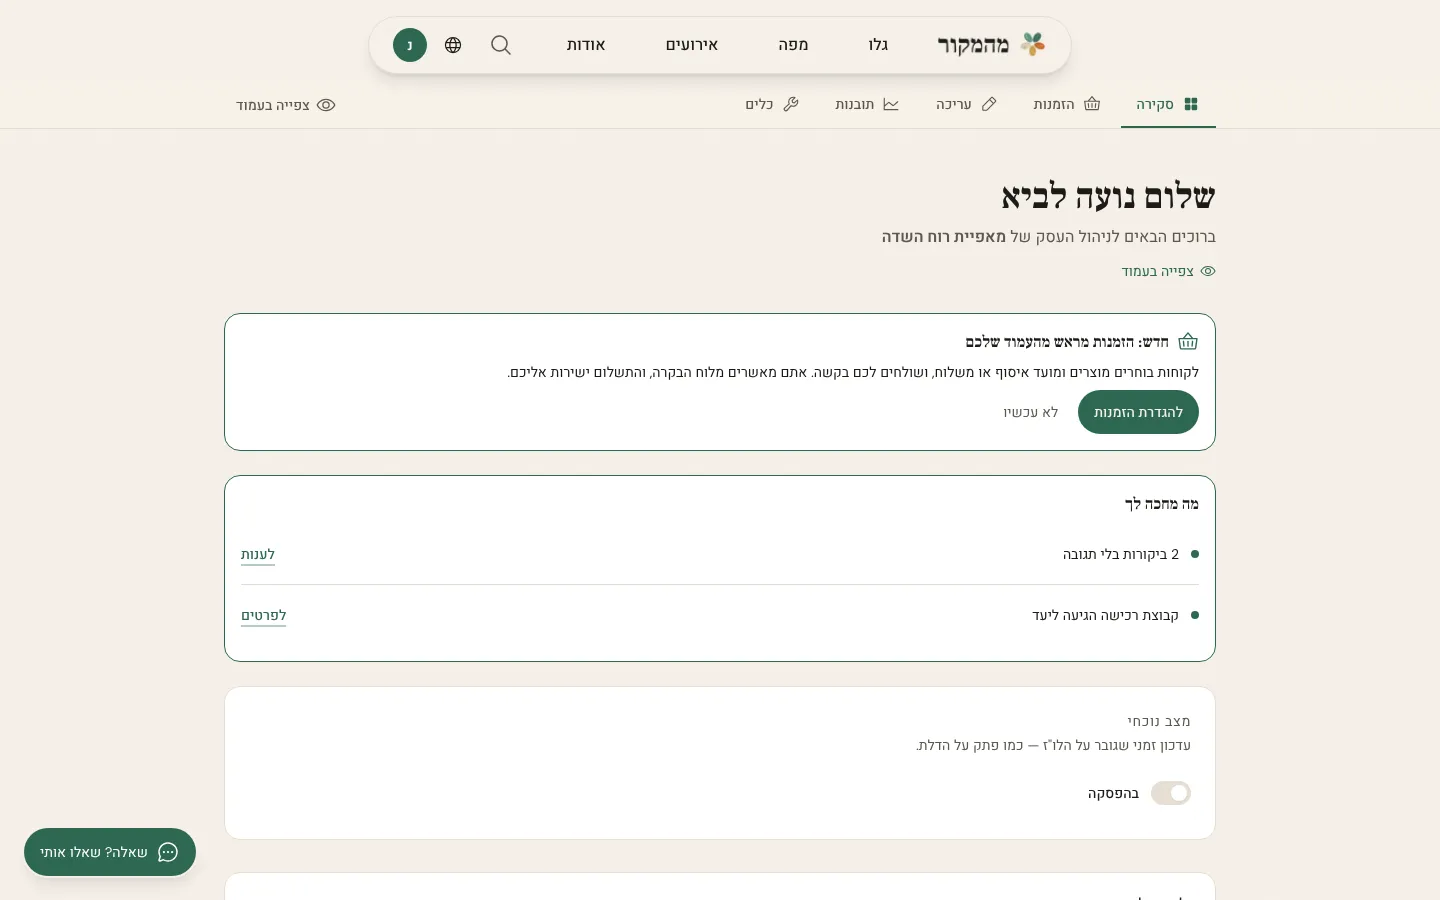 מהמקור
גלו
מפה
אירועים
אודות
נ
סקירה
הזמנות
עריכה
תובנות
כלים
צפייה בעמוד
שלום נועה לביא
ברוכים הבאים לניהול העסק של מאפיית רוח השדה
צפייה בעמוד
חדש: הזמנות מראש מהעמוד שלכם
לקוחות בוחרים מוצרים ומועד איסוף או משלוח, ושולחים לכם בקשה. אתם מאשרים מלוח הבקרה, והתשלום ישירות אליכם.
להגדרת הזמנות
לא עכשיו
מה מחכה לך
2 ביקורות בלי תגובה
לענות
קבוצת רכישה הגיעה ליעד
לפרטים
מצב נוכחי
עדכון זמני שגובר על הלו"ז — כמו פתק על הדלת.
בהפסקה
שאלה? שאלו אותי